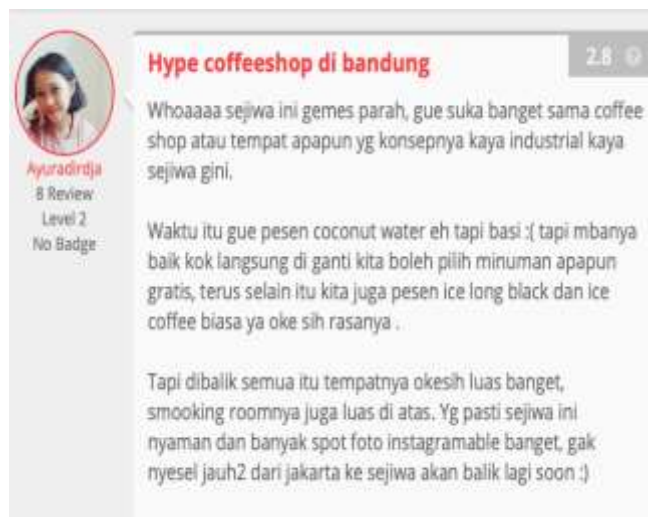 Hype coffeeshop di bandung
2.8
Whoaaaa sejiwa ini gemes parah, gue suka banget sama coffee
shop atau tempat apapun yg konsepnya kaya industrial kaya
sejiwa gini.
Ayuradirdja
8 Review
Level 2
No Badge
Waktu itu gue pesen coconut water eh tapi basi :( tapi mbanya
baik kok langsung di ganti kita boleh pilih minuman apapun
gratis, terus selain itu kita juga pesen ice long black dan ice
coffee biasa ya oke sih rasanya .
Tapi dibalik semua itu tempatnya okesih luas banget,
smooking roomnya juga luas di atas. Yg pasti sejiwa ini
nyaman dan banyak spot foto instagramable banget, gak
nyesel jauh2 dari jakarta ke sejiwa akan balik lagi soon :)